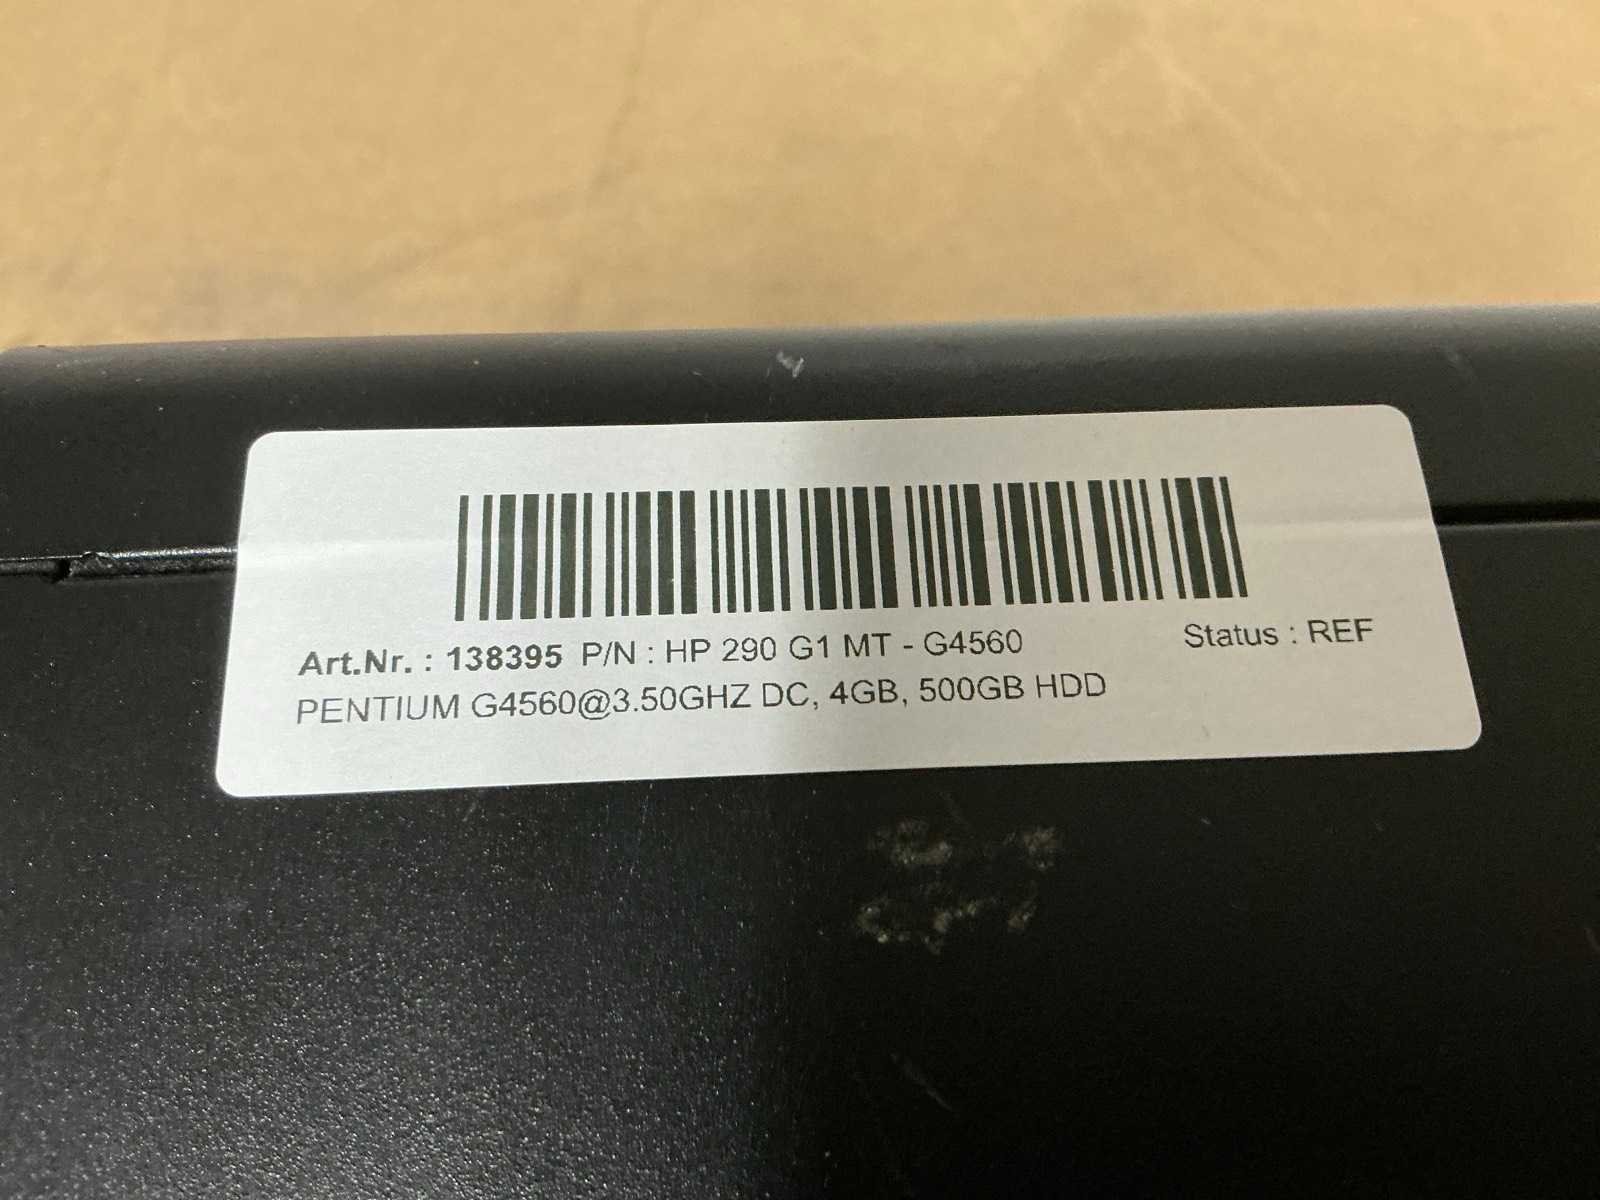 Art.Nr. : 138395 P/N : HP 290 G1 MT - G4560 Status : REF
PENTIUM G4560@3.50GHZ DC, 4GB, 500GB HDD